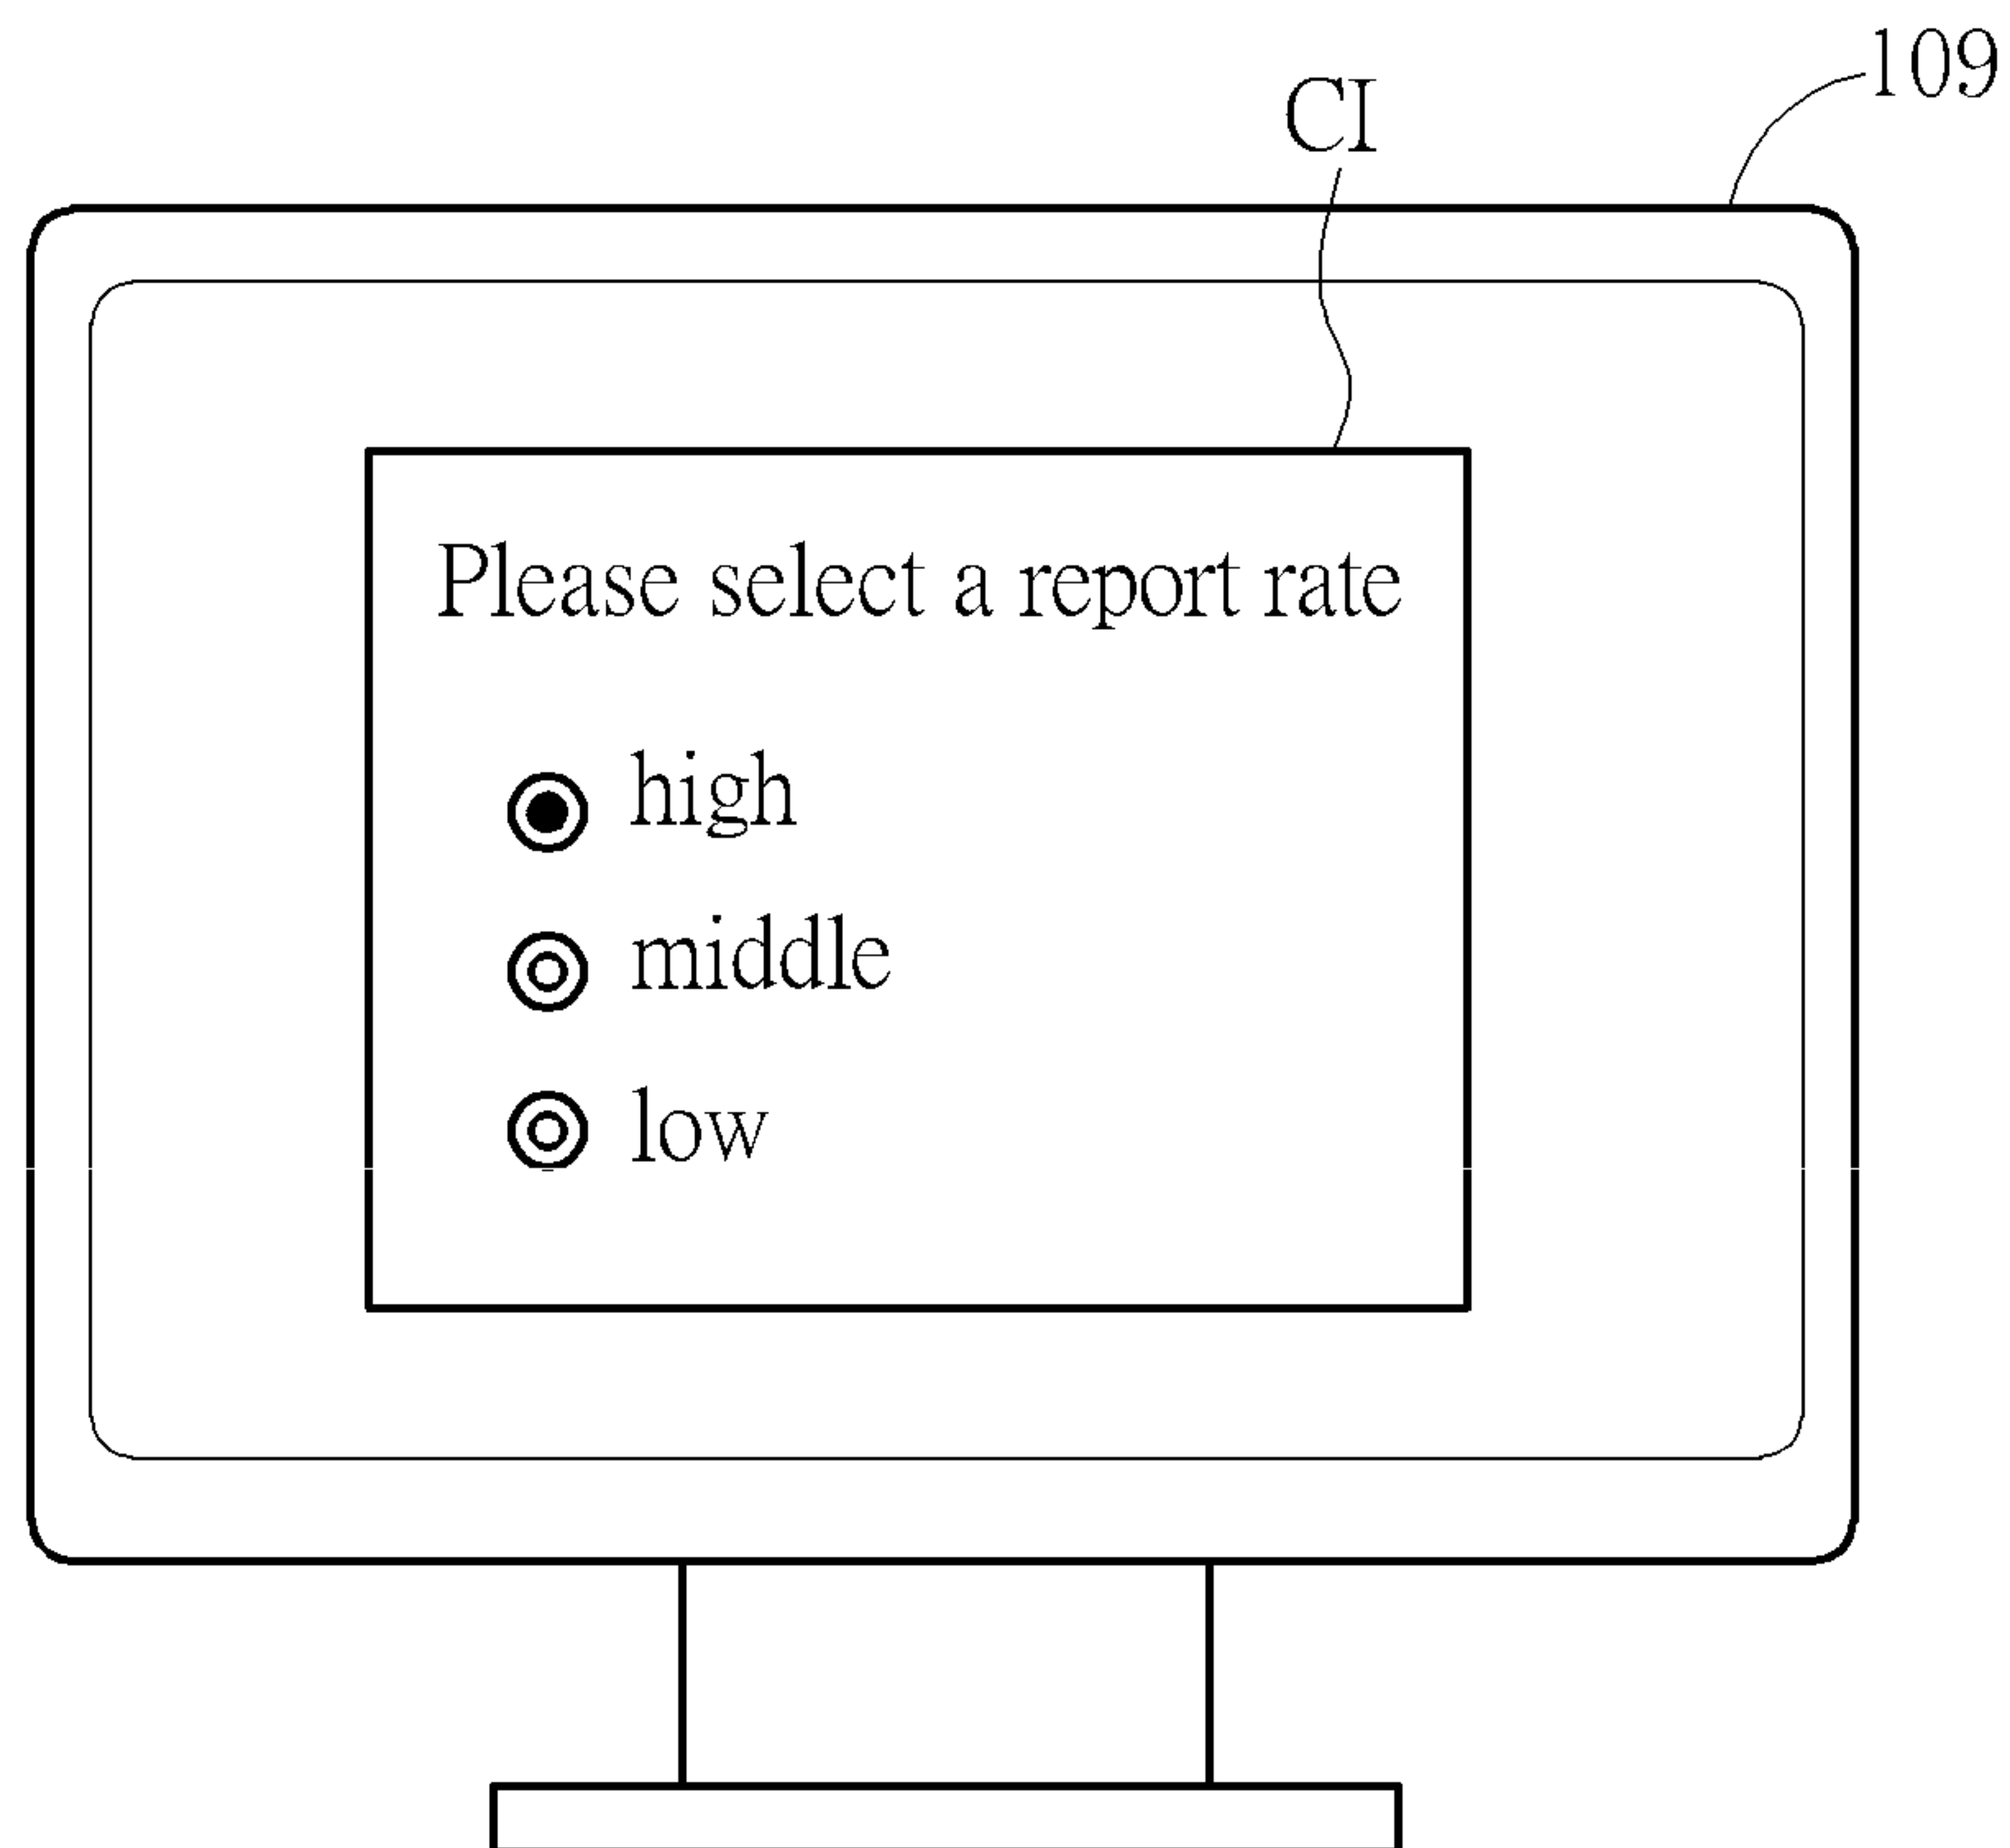 109
CI
Please select a report rate
high
middle
low